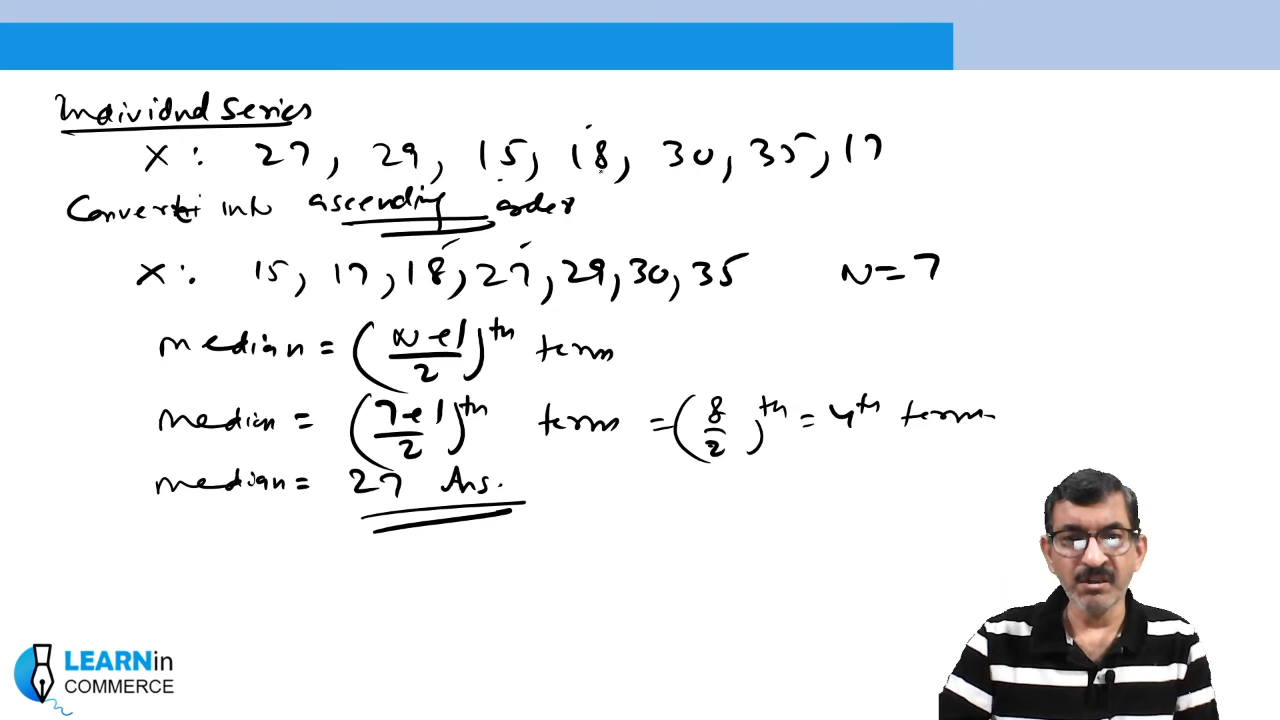 Individual Series
X: 27, 29, 15, 18, 30, 35, 17
Convert into ascending order
X: 15, 17, 18, 27, 29, 30, 35 N=7
median = (N+1/2)th term
median = (7+1/2)th term = (8/2)th = 4th term
median = 27 Ans.
LEARNin
COMMERCE